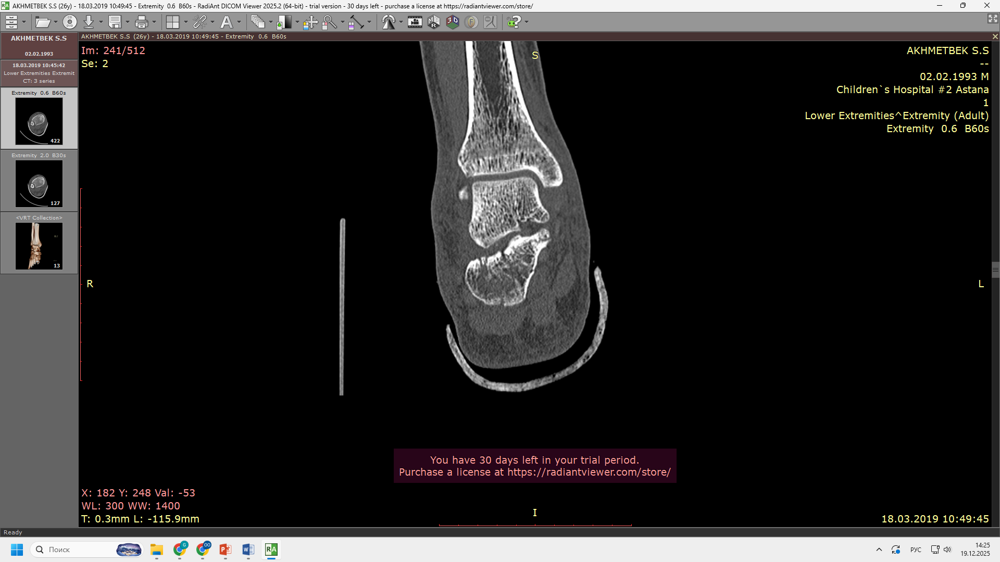 AKHMETBEK S.S (26y) - 18.03.2019 10:49:45 - Extremity  0.6  B60s - RadiAnt DICOM Viewer 2025.2 (64-bit) - trial version - 30 days left - purchase a license at https://radiantviewer.com/store/
AKHMETBEK S.S
02.02.1993
18.03.2019 10:45:42
Lower Extremities Extremit
CT: 3 series
Extremity  0.6  B60s
422
Extremity  2.0  B30s
127
<VRT Collection>
13
AKHMETBEK S.S (26y) - 18.03.2019 10:49:45 - Extremity  0.6  B60s
Im: 241/512
Se: 2
S
AKHMETBEK S.S
--
02.02.1993 M
Children`s Hospital #2 Astana
1
Lower Extremities^Extremity (Adult)
Extremity  0.6  B60s
R
L
You have 30 days left in your trial period.
Purchase a license at https://radiantviewer.com/store/
X: 182 Y: 248 Val: -53
WL: 300 WW: 1400
T: 0.3mm L: -115.9mm
I
18.03.2019 10:49:45
Ready
Поиск
РУС
14:25
19.12.2025